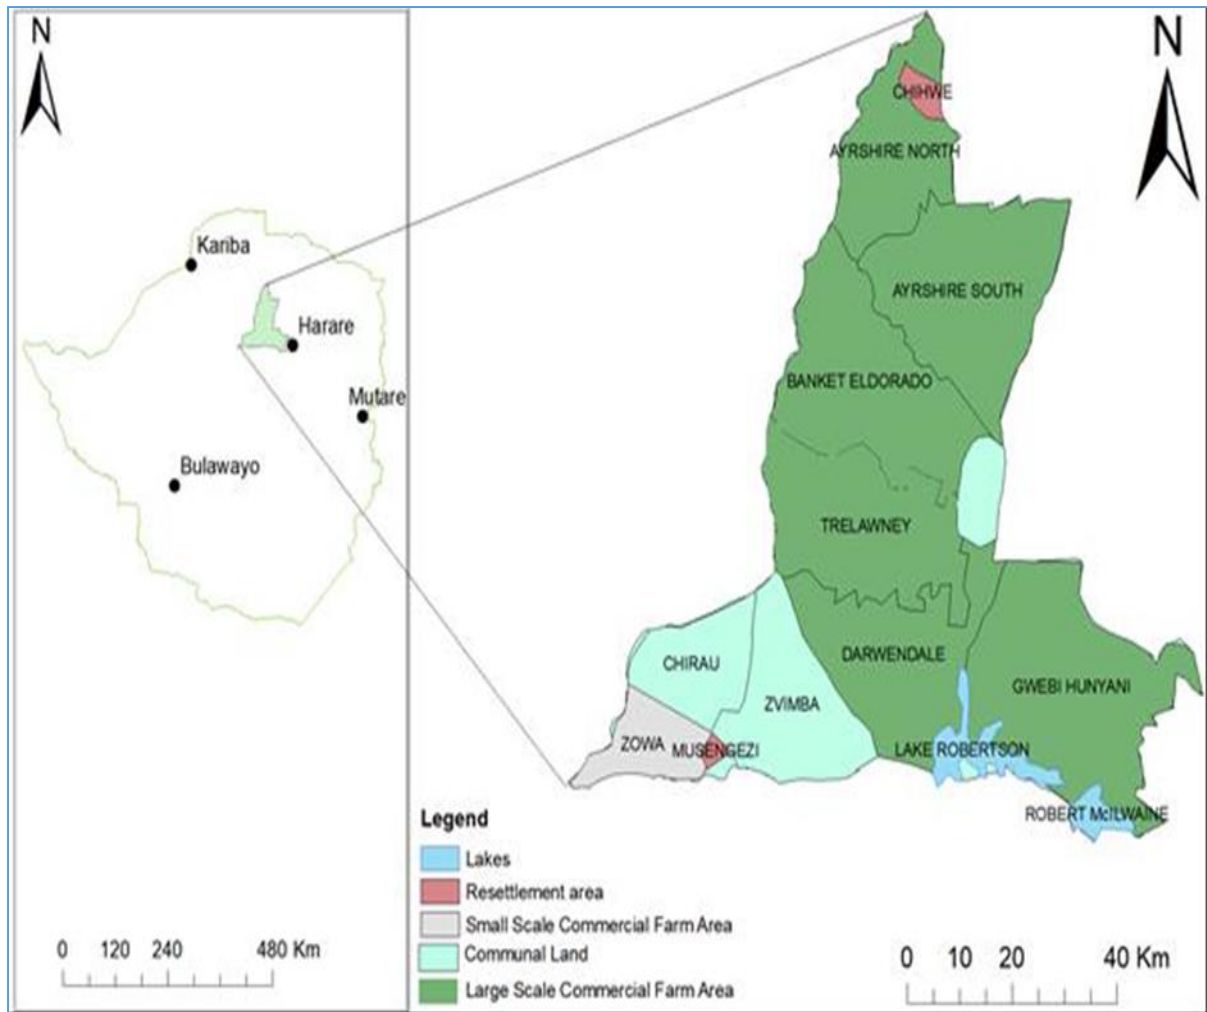 N
Kariba
Harare
Mutare
Bulawayo
0 120 240 480 Km
N
CHIHWE
AYRSHIRE NORTH
AYRSHIRE SOUTH
BANKET ELDORADO
TRELAWNEY
DARWENDALE
CHIRAU
GWEBI HUNYANI
ZVIMBA
ZOWA
MUSENGEZI
LAKE ROBERTSON
ROBERT McILWAINE
Legend
Lakes
Resettlement area
Small Scale Commercial Farm Area
Communal Land
Large Scale Commercial Farm Area
0 10 20 40 Km